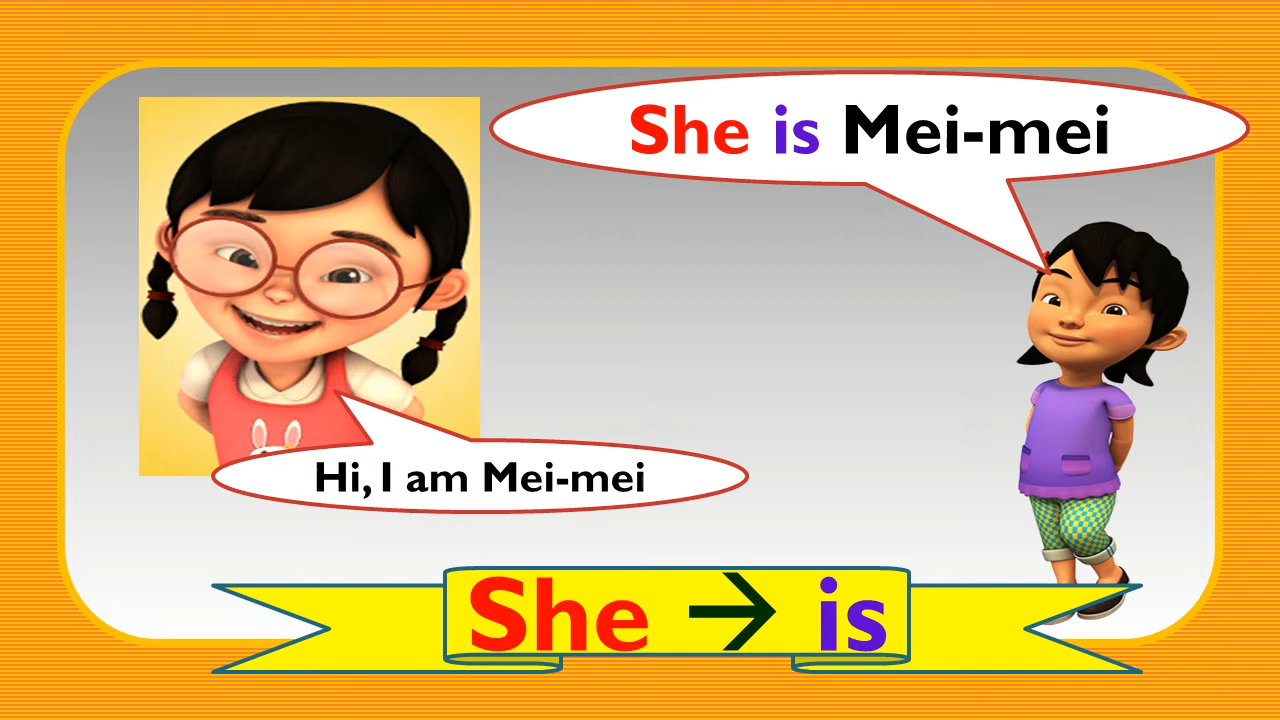 She is Mei-mei
Hi, I am Mei-mei
She → is